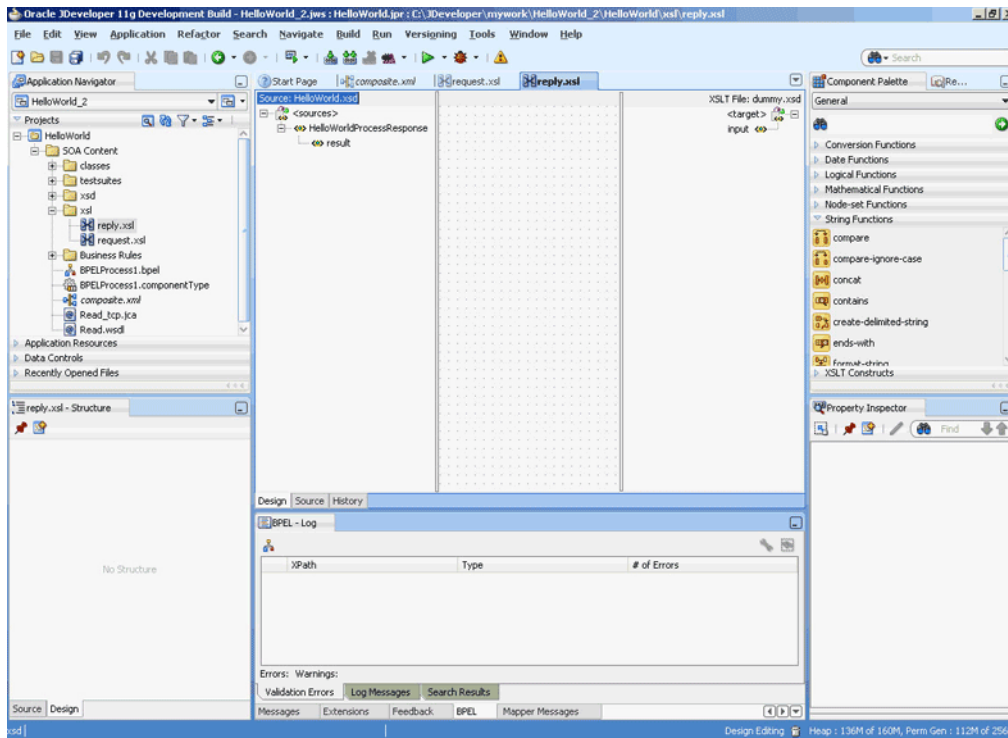 Oracle JDeveloper 11g Development Build - HelloWorld_2.jws : HelloWorld.jpr : C:\JDeveloper\mywork\HelloWorld_2\HelloWorld\xsl\reply.xsl
File Edit View Application Refactor Search Navigate Build Run Versioning Tools Window Help
Search
Application Navigator
HelloWorld_2
Projects
HelloWorld
SOA Content
classes
testsuites
xsd
xsl
reply.xsl
request.xsl
Business Rules
BPELProcess1.bpel
BPELProcess1.componentType
composite.xml
Read_tcp.jca
Read.wsdl
Application Resources
Data Controls
Recently Opened Files
reply.xsl - Structure
No Structure
Source Design
Start Page composite.xml request.xsl reply.xsl
Source: HelloWorld.xsd
<sources>
HelloWorldProcessResponse
result
XSLT File: dummy.xsd
<target>
input
Design Source History
BPEL - Log
XPath Type # of Errors
Errors: Warnings:
Validation Errors Log Messages Search Results
Messages Extensions Feedback BPEL Mapper Messages
Component Palette Re...
General
Conversion Functions
Date Functions
Logical Functions
Mathematical Functions
Node-set Functions
String Functions
compare
compare-ignore-case
concat
contains
create-delimited-string
ends-with
format-string
XSLT Constructs
Property Inspector
Find
xsd
Design Editing Heap : 136M of 160M, Perm Gen : 112M of 256